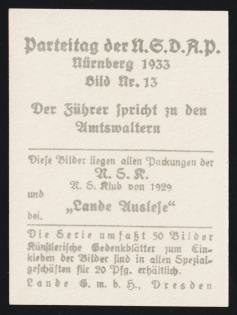 Parteitag der N.S.D.A.P.
Nürnberg 1933
Bild Nr. 13
Der Führer spricht zu den
Amtswaltern
Diese Bilder liegen allen Packungen der
N. S. K.
N. S. Klub von 1929
und
„Lande Auslese"
bei.
Die Serie umfaßt 50 Bilder
Künstlerische Gedenkblätter zum Ein-
kleben der Bilder sind in allen Spezial-
geschäften für 20 Pfg. erhältlich.
Lande G. m. b. H., Dresden